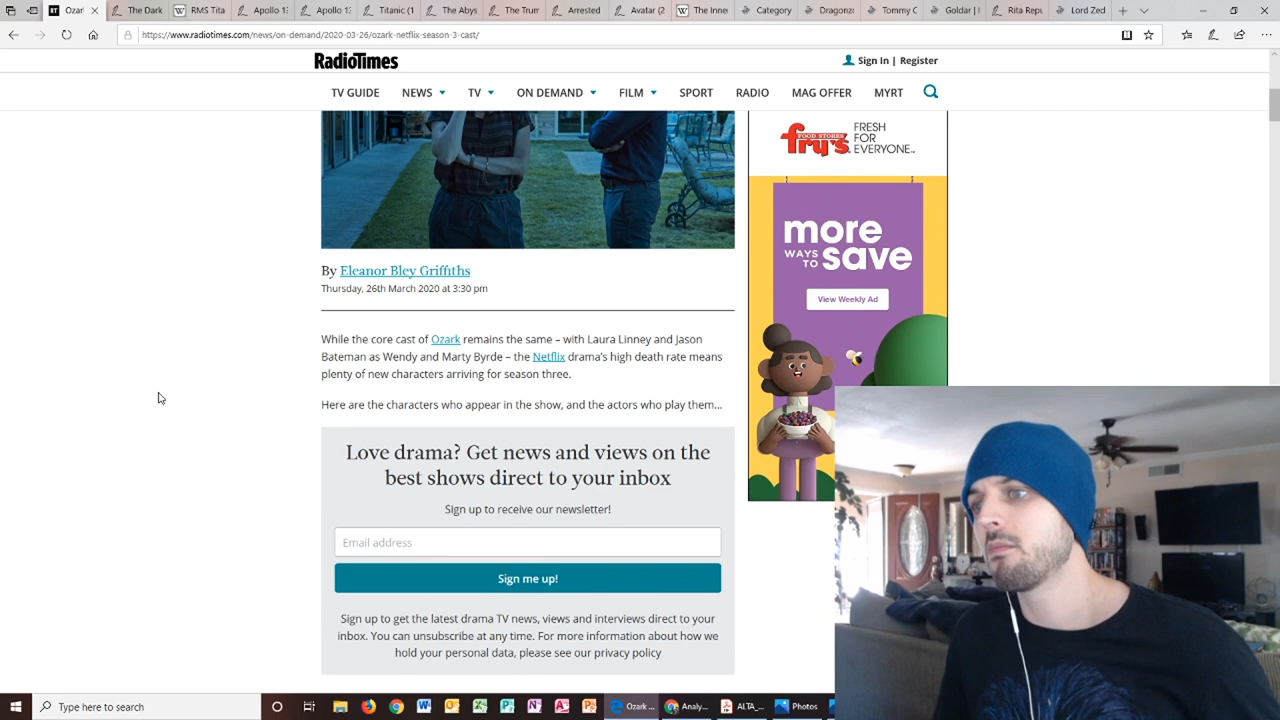 Ozar
The Dark
RMS Tita
Apollo 13
Apollo 13
Titanic (1
The Abys
The Trun
Arrested
Avatar (2
The Inne
Category
Dragonz
Tommy C
Goldar |
Rita Repu
Lord Zed
https://www.radiotimes.com/news/on-demand/2020-03-26/ozark-netflix-season-3-cast/
RadioTimes
Sign In | Register
TV GUIDE NEWS TV ON DEMAND FILM SPORT RADIO MAG OFFER MYRT
fry's
FOOD STORES
FRESH
FOR
EVERYONE™
more
WAYS TO save
View Weekly Ad
By Eleanor Bley Griffiths
Thursday, 26th March 2020 at 3:30 pm
While the core cast of Ozark remains the same – with Laura Linney and Jason
Bateman as Wendy and Marty Byrde – the Netflix drama's high death rate means
plenty of new characters arriving for season three.
Here are the characters who appear in the show, and the actors who play them…
Love drama? Get news and views on the
best shows direct to your inbox
Sign up to receive our newsletter!
Email address
Sign me up!
Sign up to get the latest drama TV news, views and interviews direct to your
inbox. You can unsubscribe at any time. For more information about how we
hold your personal data, please see our privacy policy
Type here to search
Ozark ...
Analy...
ALTA_...
Photos